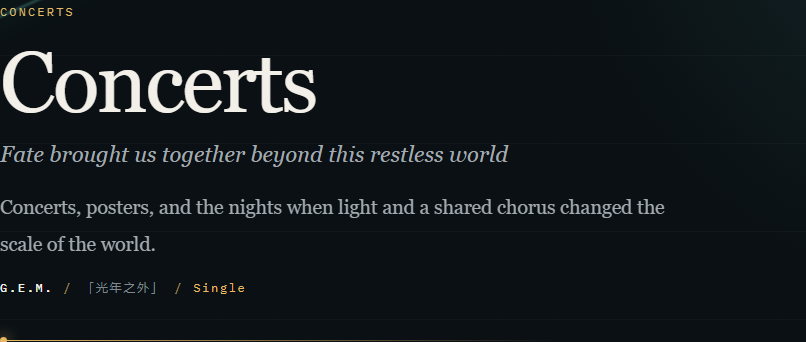 CONCERTS
Concerts
Fate brought us together beyond this restless world
Concerts, posters, and the nights when light and a shared chorus changed the
scale of the world.
G.E.M. / 「光年之外」 / Single